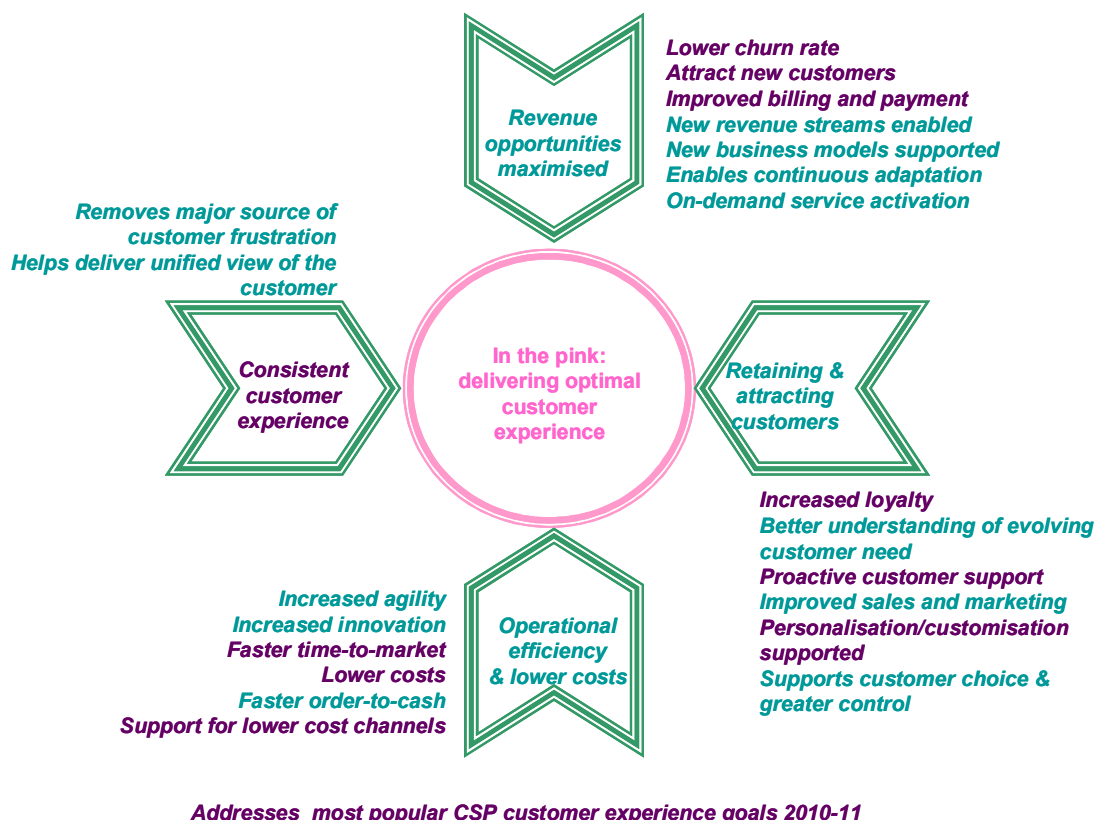 Lower churn rate
Attract new customers
Improved billing and payment
New revenue streams enabled
New business models supported
Enables continuous adaptation
On-demand service activation
Revenue
opportunities
maximised
Removes major source of
customer frustration
Helps deliver unified view of the
customer
Consistent
customer
experience
In the pink:
delivering optimal
customer
experience
Retaining &
attracting
customers
Increased loyalty
Better understanding of evolving
customer need
Proactive customer support
Improved sales and marketing
Personalisation/customisation
supported
Supports customer choice &
greater control
Increased agility
Increased innovation
Faster time-to-market
Lower costs
Faster order-to-cash
Support for lower cost channels
Operational
efficiency
& lower costs
Addresses  most popular CSP customer experience goals 2010-11